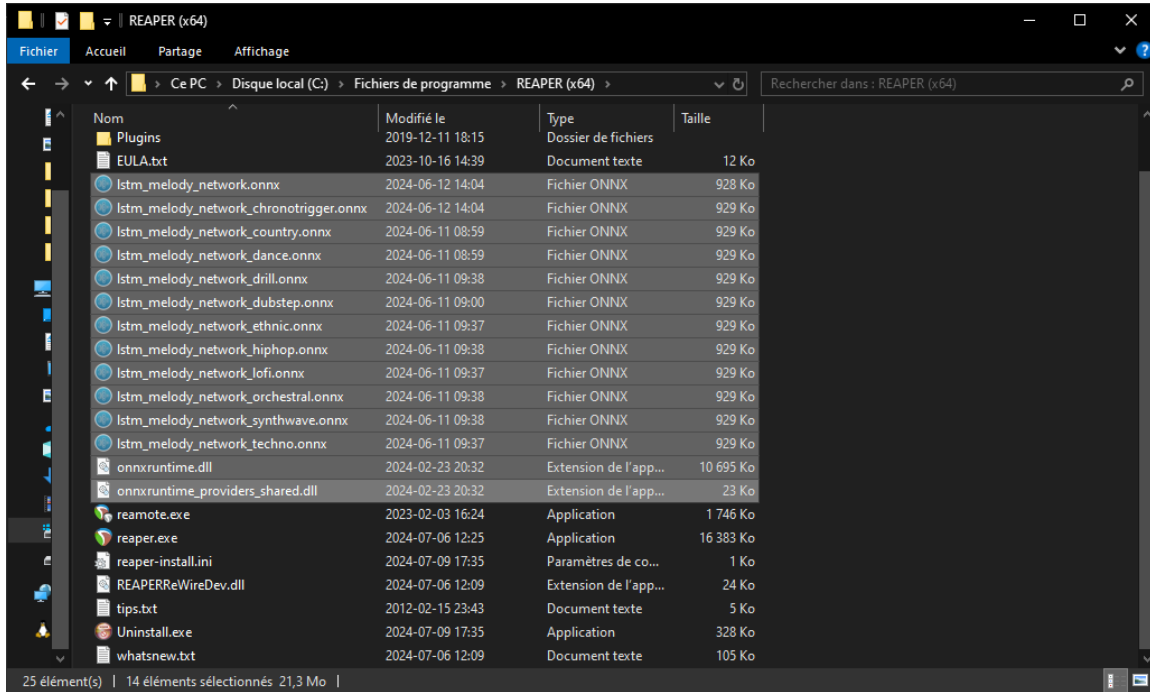 REAPER (x64)
Fichier Accueil Partage Affichage
Ce PC > Disque local (C:) > Fichiers de programme > REAPER (x64) > Rechercher dans : REAPER (x64)
Nom Modifié le Type Taille
Plugins 2019-12-11 18:15 Dossier de fichiers
EULA.txt 2023-10-16 14:39 Document texte 12 Ko
lstm_melody_network.onnx 2024-06-12 14:04 Fichier ONNX 928 Ko
lstm_melody_network_chronotrigger.onnx 2024-06-12 14:04 Fichier ONNX 929 Ko
lstm_melody_network_country.onnx 2024-06-11 08:59 Fichier ONNX 929 Ko
lstm_melody_network_dance.onnx 2024-06-11 08:59 Fichier ONNX 929 Ko
lstm_melody_network_drill.onnx 2024-06-11 09:38 Fichier ONNX 929 Ko
lstm_melody_network_dubstep.onnx 2024-06-11 09:00 Fichier ONNX 929 Ko
lstm_melody_network_ethnic.onnx 2024-06-11 09:37 Fichier ONNX 929 Ko
lstm_melody_network_hiphop.onnx 2024-06-11 09:38 Fichier ONNX 929 Ko
lstm_melody_network_lofi.onnx 2024-06-11 09:37 Fichier ONNX 929 Ko
lstm_melody_network_orchestral.onnx 2024-06-11 09:38 Fichier ONNX 929 Ko
lstm_melody_network_synthwave.onnx 2024-06-11 09:38 Fichier ONNX 929 Ko
lstm_melody_network_techno.onnx 2024-06-11 09:37 Fichier ONNX 929 Ko
onnxruntime.dll 2024-02-23 20:32 Extension de l'app... 10 695 Ko
onnxruntime_providers_shared.dll 2024-02-23 20:32 Extension de l'app... 23 Ko
reamote.exe 2023-02-03 16:24 Application 1 746 Ko
reaper.exe 2024-07-06 12:25 Application 16 383 Ko
reaper-install.ini 2024-07-09 17:35 Paramètres de co... 1 Ko
REAPERReWireDev.dll 2024-07-06 12:09 Extension de l'app... 24 Ko
tips.txt 2012-02-15 23:43 Document texte 5 Ko
Uninstall.exe 2024-07-09 17:35 Application 328 Ko
whatsnew.txt 2024-07-06 12:09 Document texte 105 Ko
25 élément(s) | 14 éléments sélectionnés 21,3 Mo |